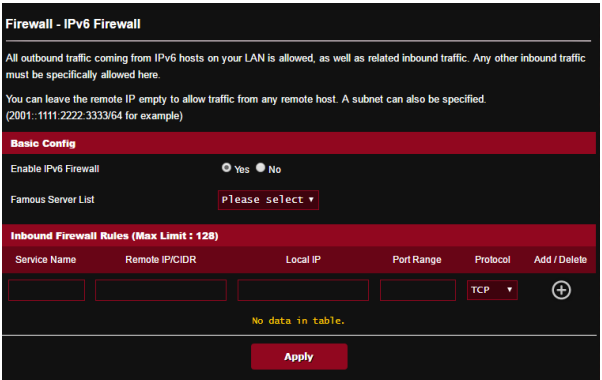 Firewall - IPv6 Firewall
All outbound traffic coming from IPv6 hosts on your LAN is allowed, as well as related inbound traffic. Any other inbound traffic
must be specifically allowed here.
You can leave the remote IP empty to allow traffic from any remote host. A subnet can also be specified.
(2001::1111:2222:3333/64 for example)
Basic Config
Enable IPv6 Firewall Yes No
Famous Server List Please select
Inbound Firewall Rules (Max Limit : 128)
Service Name Remote IP/CIDR Local IP Port Range Protocol Add / Delete
TCP
No data in table.
Apply